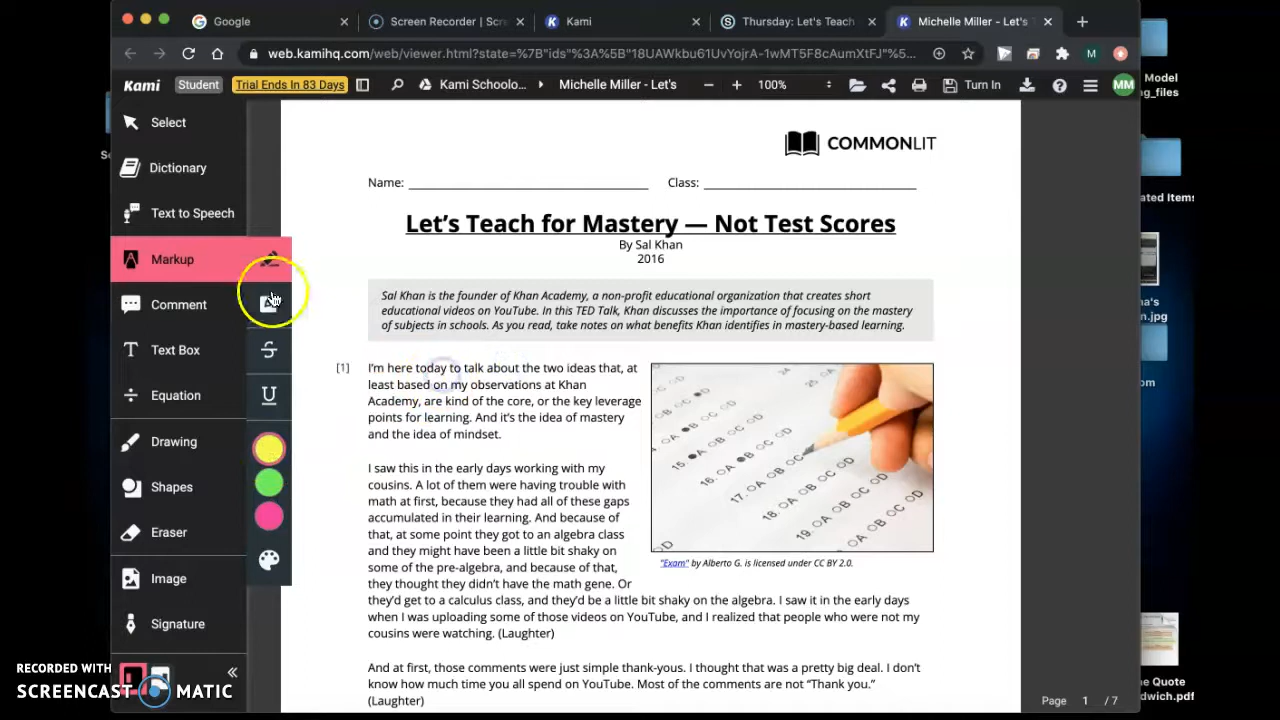 Google
Screen Recorder | Scr
Kami
Thursday: Let's Teach
Michelle Miller - Let's T
web.kamihq.com/web/viewer.html?state=%7B"ids"%3A%5B"18UAWkbu61UvYojrA-1wMT5F8cAumXtFJ"%5...
M
Kami
Student
Trial Ends In 83 Days
Kami Schoolo...
Michelle Miller - Let's
100%
Turn In
MM
Select
Dictionary
Text to Speech
Markup
Comment
Text Box
Equation
Drawing
Shapes
Eraser
Image
Signature
COMMONLIT
Name:
Class:
Let's Teach for Mastery — Not Test Scores
By Sal Khan
2016
Sal Khan is the founder of Khan Academy, a non-profit educational organization that creates short
educational videos on YouTube. In this TED Talk, Khan discusses the importance of focusing on the mastery
of subjects in schools. As you read, take notes on what benefits Khan identifies in mastery-based learning.
[1] I'm here today to talk about the two ideas that, at
least based on my observations at Khan
Academy, are kind of the core, or the key leverage
points for learning. And it's the idea of mastery
and the idea of mindset.
I saw this in the early days working with my
cousins. A lot of them were having trouble with
math at first, because they had all of these gaps
accumulated in their learning. And because of
that, at some point they got to an algebra class
and they might have been a little bit shaky on
some of the pre-algebra, and because of that,
they thought they didn't have the math gene. Or
they'd get to a calculus class, and they'd be a little bit shaky on the algebra. I saw it in the early days
when I was uploading some of those videos on YouTube, and I realized that people who were not my
cousins were watching. (Laughter)
"Exam" by Alberto G. is licensed under CC BY 2.0.
And at first, those comments were just simple thank-yous. I thought that was a pretty big deal. I don't
know how much time you all spend on YouTube. Most of the comments are not "Thank you."
(Laughter)
Page 1 / 7
Model
g_files
ated Items
a's
n.jpg
om
e Quote
dwich.pdf
RECORDED WITH
SCREENCAST MATIC